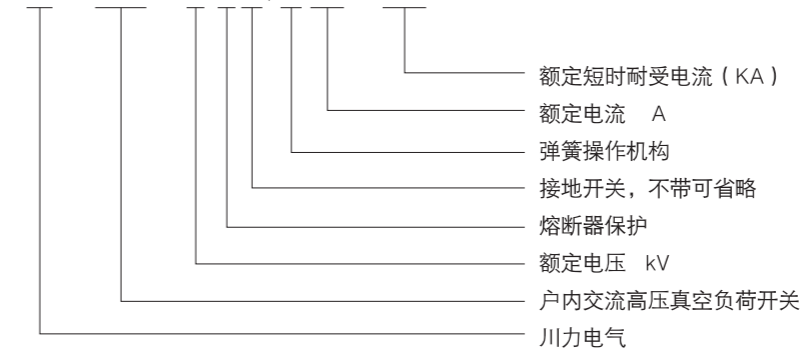 额定短时耐受电流（KA）
额定电流 A
弹簧操作机构
接地开关，不带可省略
熔断器保护
额定电压 kV
户内交流高压真空负荷开关
川力电气